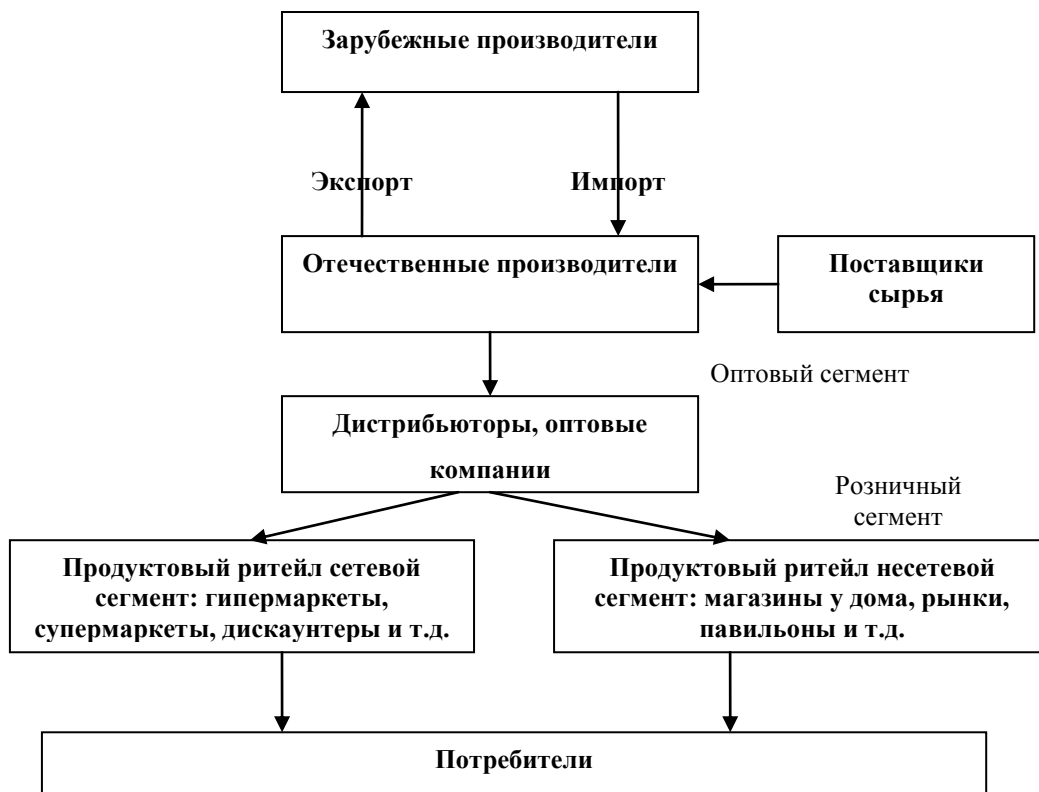 Зарубежные производители
Экспорт
Импорт
Отечественные производители
Поставщики
сырья
Оптовый сегмент
Дистрибьюторы, оптовые
компании
Розничный
сегмент
Продуктовый ритейл сетевой
сегмент: гипермаркеты,
супермаркеты, дискаунтеры и т.д.
Продуктовый ритейл несетевой
сегмент: магазины у дома, рынки,
павильоны и т.д.
Потребители